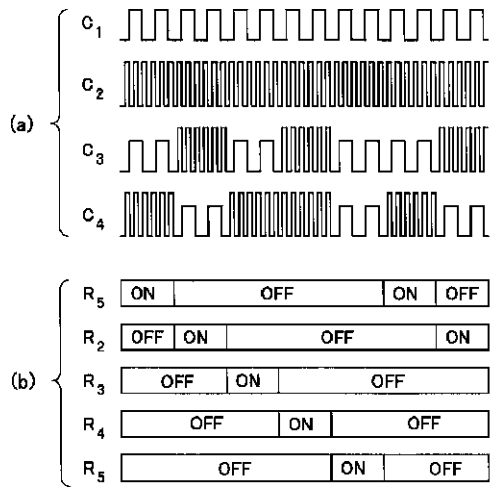 (a)
C1
C2
C3
C4
(b)
R5 ON OFF ON OFF
R2 OFF ON OFF ON
R3 OFF ON OFF
R4 OFF ON OFF
R5 OFF ON OFF